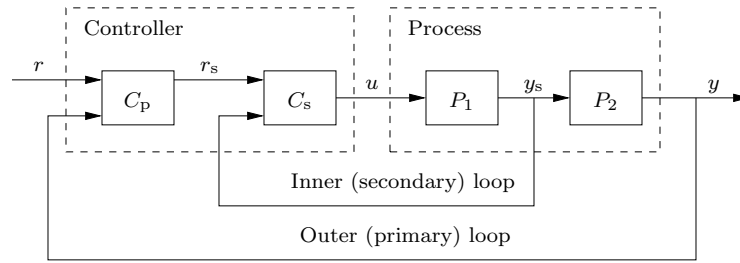 Controller
Process
r
r_s
u
y_s
y
C_p
C_s
P_1
P_2
Inner (secondary) loop
Outer (primary) loop